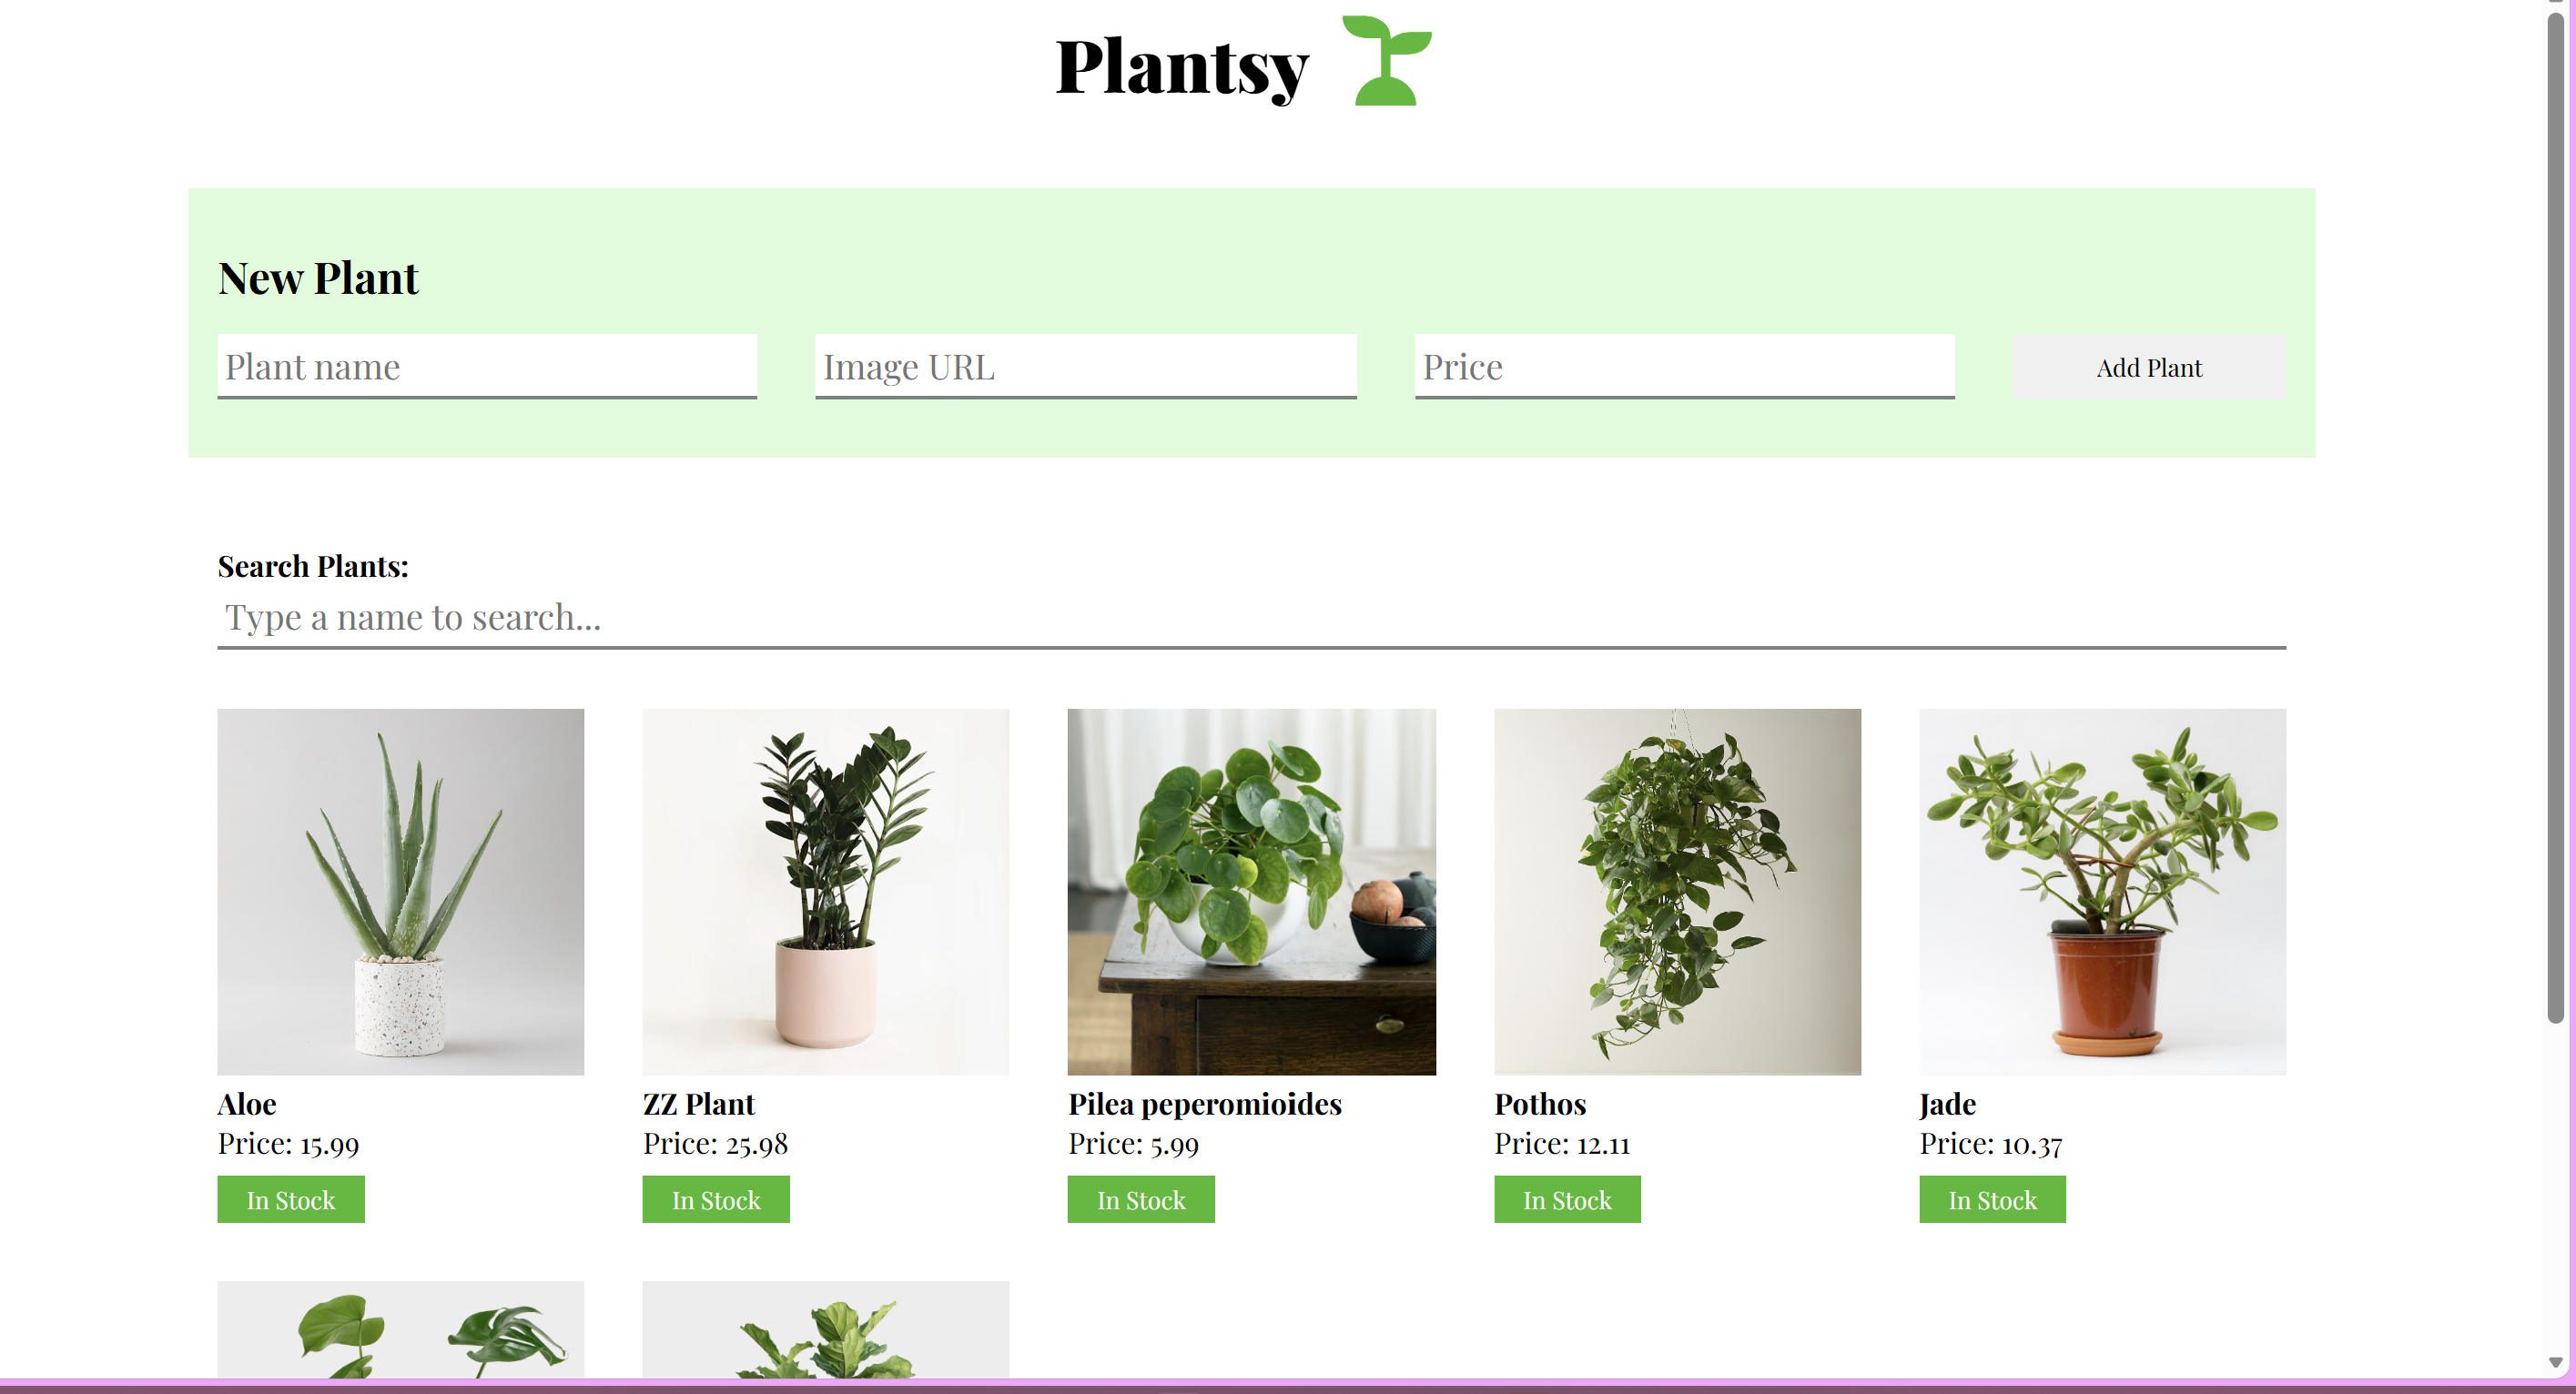 Plantsy
New Plant
Plant name
Image URL
Price
Add Plant
Search Plants:
Type a name to search...
Aloe
Price: 15.99
In Stock
ZZ Plant
Price: 25.98
In Stock
Pilea peperomioides
Price: 5.99
In Stock
Pothos
Price: 12.11
In Stock
Jade
Price: 10.37
In Stock